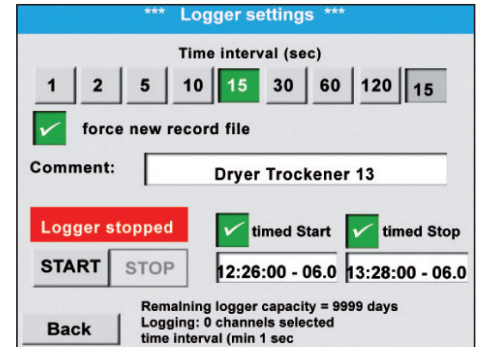 *** Logger settings ***
Time interval (sec)
1 2 5 10 15 30 60 120 15
force new record file
Comment: Dryer Trockener 13
Logger stopped timed Start timed Stop
START STOP 12:26:00 - 06.0 13:28:00 - 06.0
Remaining logger capacity = 9999 days
Back Logging: 0 channels selected
time interval (min 1 sec